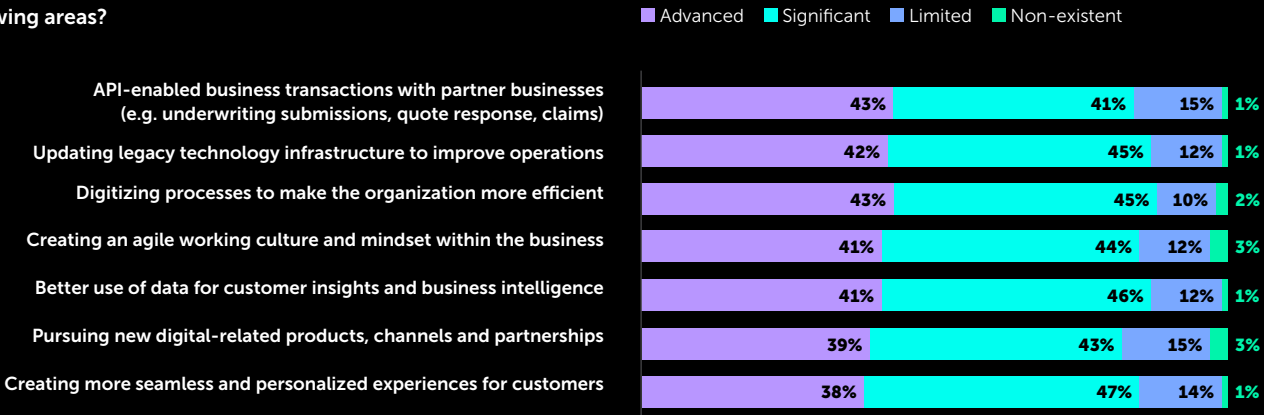 wing areas?
Advanced Significant Limited Non-existent
API-enabled business transactions with partner businesses
(e.g. underwriting submissions, quote response, claims)
43% 41% 15% 1%
Updating legacy technology infrastructure to improve operations
42% 45% 12% 1%
Digitizing processes to make the organization more efficient
43% 45% 10% 2%
Creating an agile working culture and mindset within the business
41% 44% 12% 3%
Better use of data for customer insights and business intelligence
41% 46% 12% 1%
Pursuing new digital-related products, channels and partnerships
39% 43% 15% 3%
Creating more seamless and personalized experiences for customers
38% 47% 14% 1%